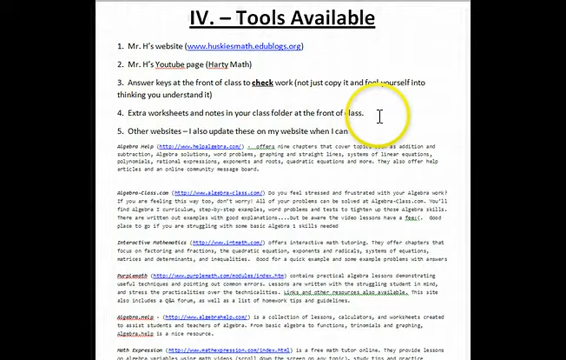 IV. – Tools Available
1. Mr. H's website (www.huskiesmath.edublogs.org)
2. Mr. H's Youtube page (Harty Math)
3. Answer keys at the front of class to check work (not just copy it and fool yourself into
thinking you understand it)
4. Extra worksheets and notes in your class folder at the front of class.
5. Other websites – I also update these on my website when I can
Algebra Help (http://www.helpalgebra.com/) - offers nine chapters that cover topics such as addition and
subtraction, Algebra solutions, word problems, graphing and straight lines, systems of linear equations,
polynomials, rational expressions, exponents and roots, quadratic equations and more. They also offer help
articles and an online community message board.
Algebra-Class.com (http://www.algebra-class.com/) Do you feel stressed and frustrated with your Algebra work?
If you are feeling this way too, don't worry! All of your problems can be solved at Algebra-Class.com. You'll
find Algebra 1 curriculum, step-by-step examples, word problems and tests to tighten up those Algebra skills.
There are written out examples with good explanations....but be aware the video lessons have a fee!. Good
place to go if you are struggling with some basic Algebra 1 skills needed
Interactive Mathematics (http://www.intmath.com/) offers interactive math tutoring. They offer chapters that
focus on factoring and fractions, the quadratic equation, exponents and radicals, systems of equations,
matrices and determinants, and inequalities. Good for a quick example and some example problems with answers
Purplemath (http://www.purplemath.com/modules/index.htm) contains practical algebra lessons demonstrating
useful techniques and pointing out common errors. Lessons are written with the struggling student in mind,
and stress the practicalities over the technicalities. Links and other resources also available. This site
also includes a Q&A forum, as well as a list of homework tips and guidelines.
Algebra.Help - (http://www.algebrahelp.com/) is a collection of lessons, calculators, and worksheets created
to assist students and teachers of algebra. From basic algebra to functions, trinomials and graphing,
Algebra.help is a nice resource.
Math Expression (http://www.mathexpression.com/index.html) is a free math tutor online. They provide lessons